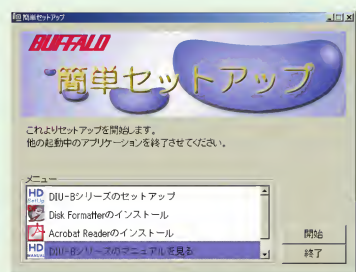 簡単セットアップ
BUFFALO
簡単セットアップ
これよりセットアップを開始します。
他の起動中のアプリケーションを終了させてください。
メニュー
DIU-Bシリーズのセットアップ
Disk Formatterのインストール
Acrobat Readerのインストール
DIU-Bシリーズのマニュアルを見る
開始
終了